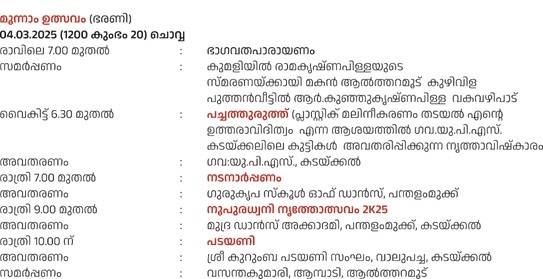 മൂന്നാം ഉത്സവം (ഭരണി)
04.03.2025 (1200 കുംഭം 20) ചൊവ്വ
രാവിലെ 7.00 മുതൽ : ഭാഗവതപാരായണം
സമർപ്പണം : കുമളിയിൽ രാമകൃഷ്ണപിള്ളയുടെ
സ്മരണയ്ക്കായി മകൻ ആൽത്തറമൂട് കുഴിവിള
പുത്തൻവീട്ടിൽ ആർ.കുഞ്ഞുകൃഷ്ണപിള്ള വകവഴിപാട്
വൈകിട്ട് 6.30 മുതൽ : പച്ചത്തുരുത്ത് (പ്ലാസ്റ്റിക് മലിനീകരണം തടയൽ എന്റെ
ഉത്തരാവിദിത്വം എന്ന ആശയത്തിൽ ഗവ.യു.പി.എസ്.
കടയ്ക്കലിലെ കുട്ടികൾ അവതരിപ്പിക്കുന്ന നൃത്താവിഷ്കാരം
അവതരണം : ഗവ:യു.പി.എസ്., കടയ്ക്കൽ
രാത്രി 7.00 മുതൽ : നടനാർപ്പണം
അവതരണം : ഗുരുകൃപ സ്കൂൾ ഓഫ് ഡാൻസ്, പന്തളംമുക്ക്
രാത്രി 9.00 മുതൽ : നൂപുരധ്വനി നൃത്തോത്സവം 2K25
അവതരണം : മുദ്ര ഡാൻസ് അക്കാദമി, പന്തളംമുക്ക്, കടയ്ക്കൽ
രാത്രി 10.00 ന് : പടയണി
അവതരണം : ശ്രീ കുറുംബ പടയണി സംഘം, വാലുപച്ച, കടയ്ക്കൽ
സമർപ്പണം : വസന്തകുമാരി, ആമ്പാടി, ആൽത്തറമൂട്